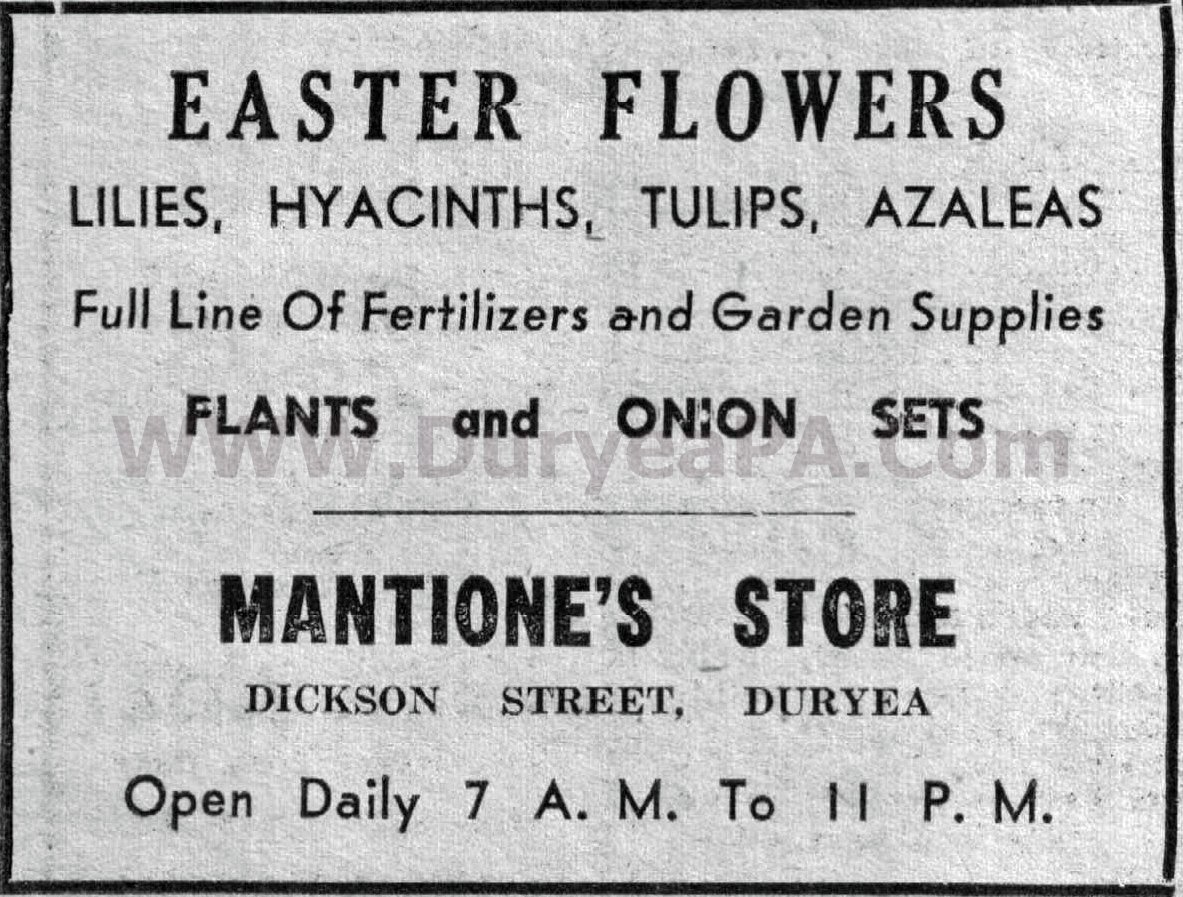 EASTER FLOWERS
LILIES, HYACINTHS, TULIPS, AZALEAS
Full Line Of Fertilizers and Garden Supplies
PLANTS and ONION SETS
www.DuryeaPA.com
MANTIONE'S STORE
DICKSON STREET, DURYEA
Open Daily 7 A. M. To 11 P. M.